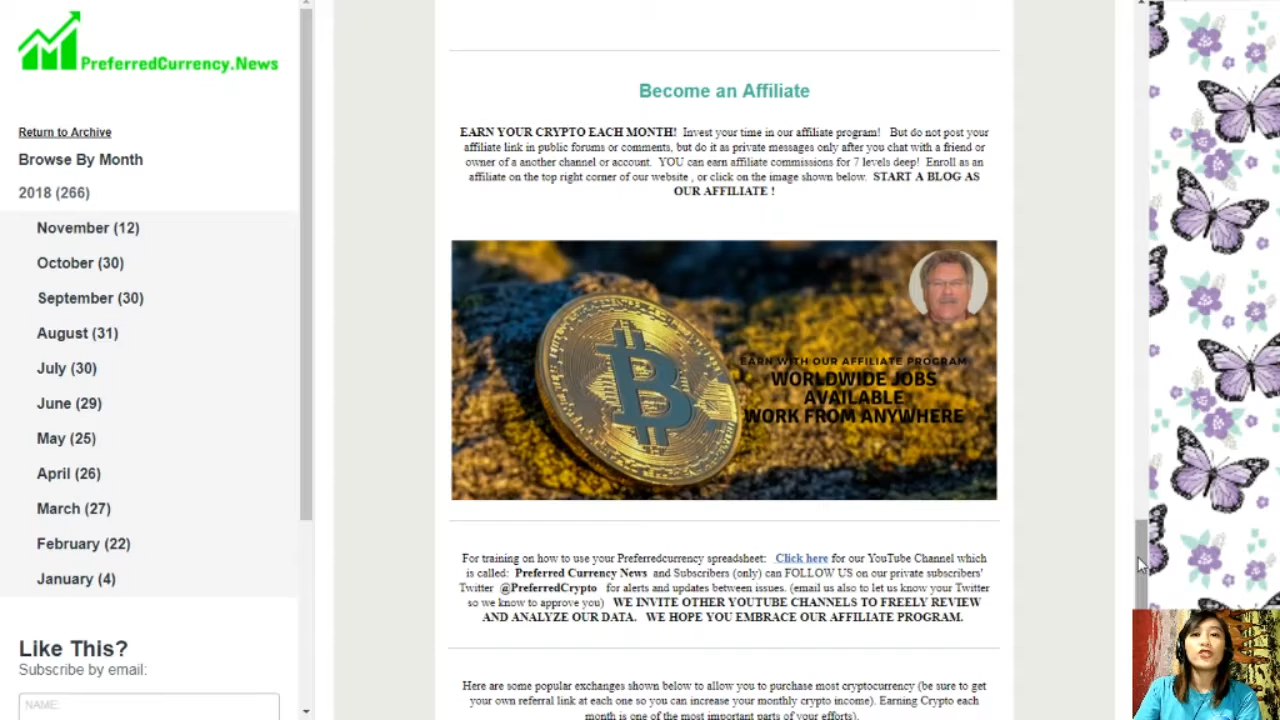 PreferredCurrency.News
Return to Archive
Browse By Month
2018 (266)
November (12)
October (30)
September (30)
August (31)
July (30)
June (29)
May (25)
April (26)
March (27)
February (22)
January (4)
Like This?
Subscribe by email:
NAME:
Become an Affiliate
EARN YOUR CRYPTO EACH MONTH! Invest your time in our affiliate program! But do not post your
affiliate link in public forums or comments, but do it as private messages only after you chat with a friend or
owner of a another channel or account. YOU can earn affiliate commissions for 7 levels deep! Enroll as an
affiliate on the top right corner of our website , or click on the image shown below. START A BLOG AS
OUR AFFILIATE !
EARN WITH OUR AFFILIATE PROGRAM
WORLDWIDE JOBS
AVAILABLE
WORK FROM ANYWHERE
For training on how to use your Preferredcurrency spreadsheet: Click here for our YouTube Channel which
is called: Preferred Currency News and Subscribers (only) can FOLLOW US on our private subscribers'
Twitter @PreferredCrypto for alerts and updates between issues. (email us also to let us know your Twitter
so we know to approve you) WE INVITE OTHER YOUTUBE CHANNELS TO FREELY REVIEW
AND ANALYZE OUR DATA. WE HOPE YOU EMBRACE OUR AFFILIATE PROGRAM.
Here are some popular exchanges shown below to allow you to purchase most cryptocurrency (be sure to get
your own referral link at each one so you can increase your monthly crypto income). Earning Crypto each
month is one of the most important parts of your efforts).